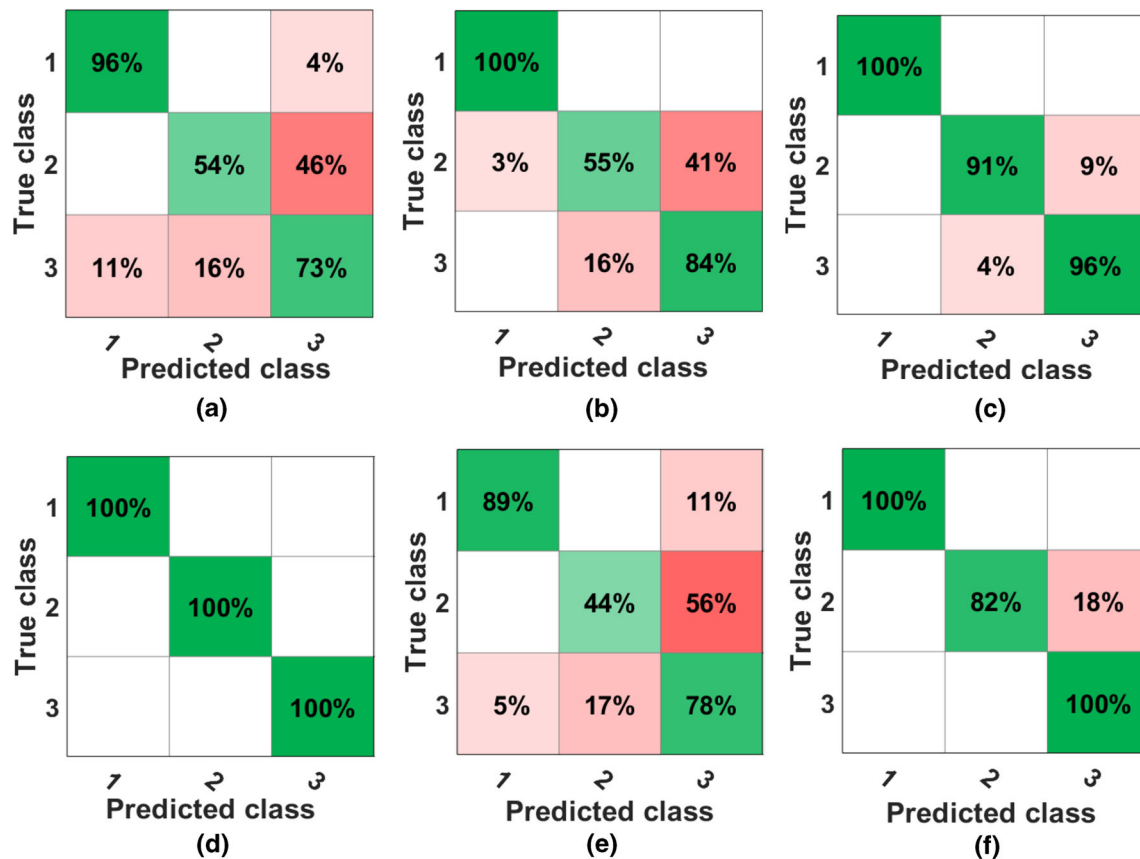 1 96% 4%
True class 2 54% 46%
3 11% 16% 73%
1 2 3
Predicted class
(a)
1 100%
True class 2 3% 55% 41%
3 16% 84%
1 2 3
Predicted class
(b)
1 100%
True class 2 91% 9%
3 4% 96%
1 2 3
Predicted class
(c)
1 100%
True class 2 100%
3 100%
1 2 3
Predicted class
(d)
1 89% 11%
True class 2 44% 56%
3 5% 17% 78%
1 2 3
Predicted class
(e)
1 100%
True class 2 82% 18%
3 100%
1 2 3
Predicted class
(f)